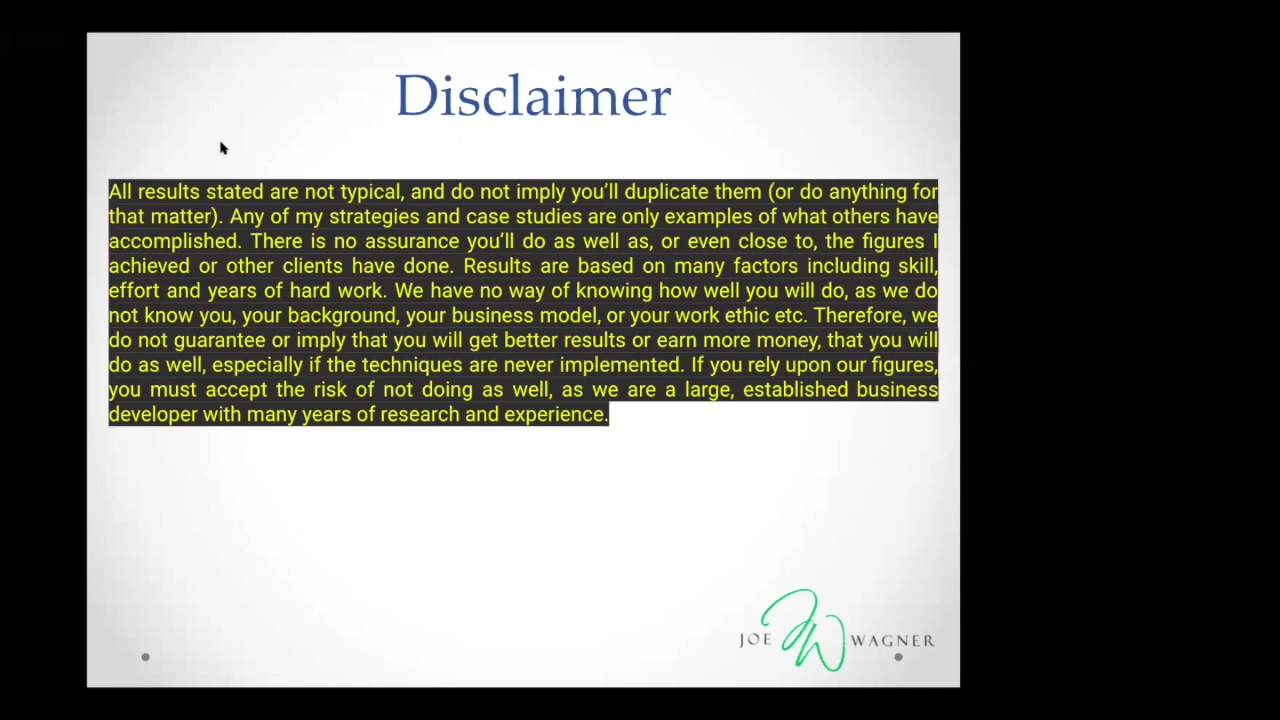 Disclaimer
All results stated are not typical, and do not imply you’ll duplicate them (or do anything for
that matter). Any of my strategies and case studies are only examples of what others have
accomplished. There is no assurance you’ll do as well as, or even close to, the figures I
achieved or other clients have done. Results are based on many factors including skill,
effort and years of hard work. We have no way of knowing how well you will do, as we do
not know you, your background, your business model, or your work ethic etc. Therefore, we
do not guarantee or imply that you will get better results or earn more money, that you will
do as well, especially if the techniques are never implemented. If you rely upon our figures,
you must accept the risk of not doing as well, as we are a large, established business
developer with many years of research and experience.
JOE JW WAGNER